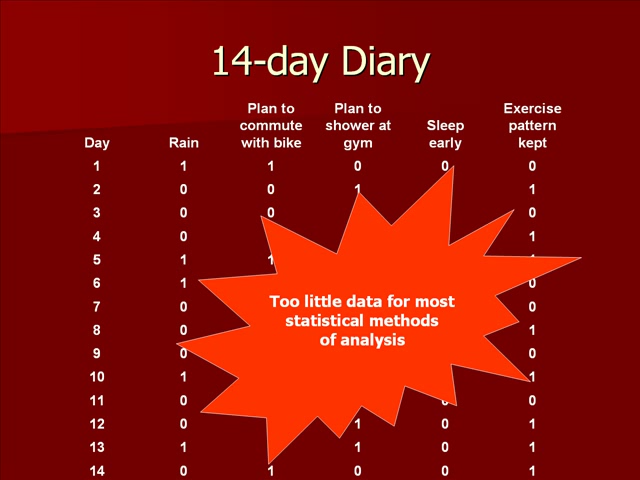 14-day Diary
Day Rain Plan to commute with bike Plan to shower at gym Sleep early Exercise pattern kept
1 1 1 0 0 0
2 0 0 1 1
3 0 0 0
4 0 1
5 1 1
6 1 0
7 0 0
8 0 1
9 0 0
10 1 1
11 0 0
12 0 1 0 1
13 1 1 0 1
14 0 1 0 0 1
Too little data for most
statistical methods
of analysis